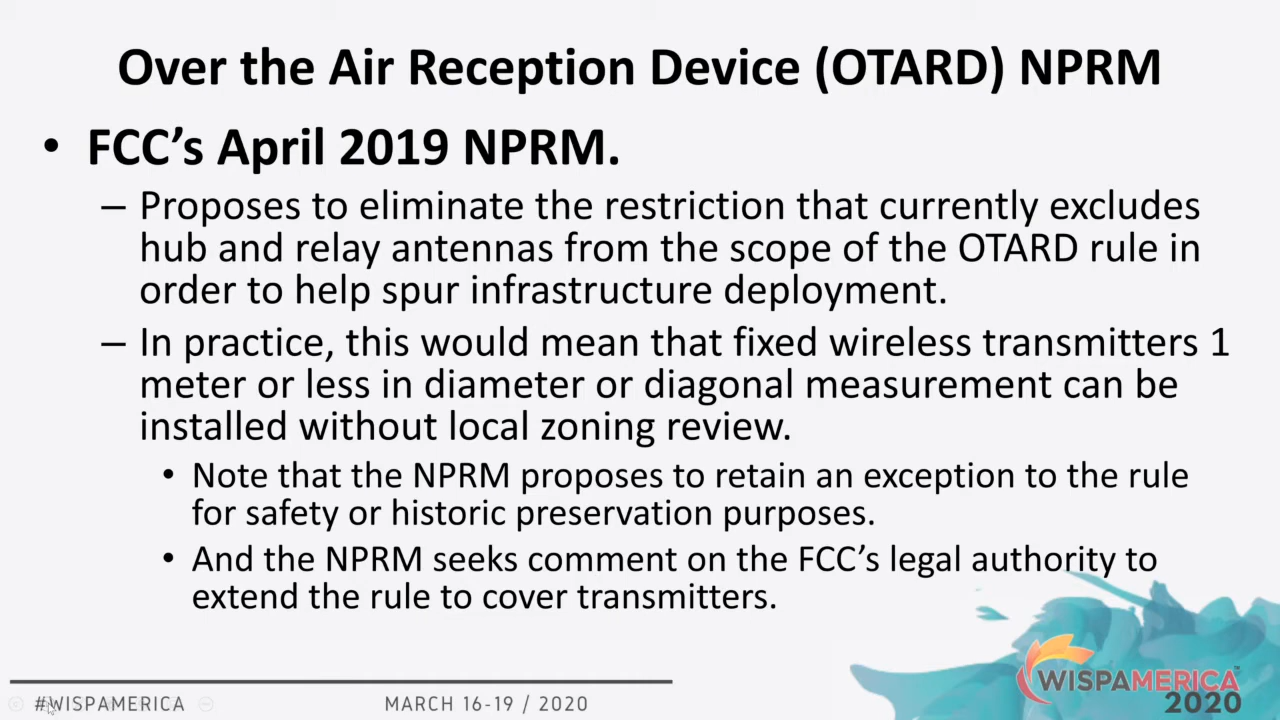 Over the Air Reception Device (OTARD) NPRM
• FCC’s April 2019 NPRM.
– Proposes to eliminate the restriction that currently excludes
hub and relay antennas from the scope of the OTARD rule in
order to help spur infrastructure deployment.
– In practice, this would mean that fixed wireless transmitters 1
meter or less in diameter or diagonal measurement can be
installed without local zoning review.
• Note that the NPRM proposes to retain an exception to the rule
for safety or historic preservation purposes.
• And the NPRM seeks comment on the FCC’s legal authority to
extend the rule to cover transmitters.
#WISPAMERICA
MARCH 16-19 / 2020
WISPAMERICA™
2020